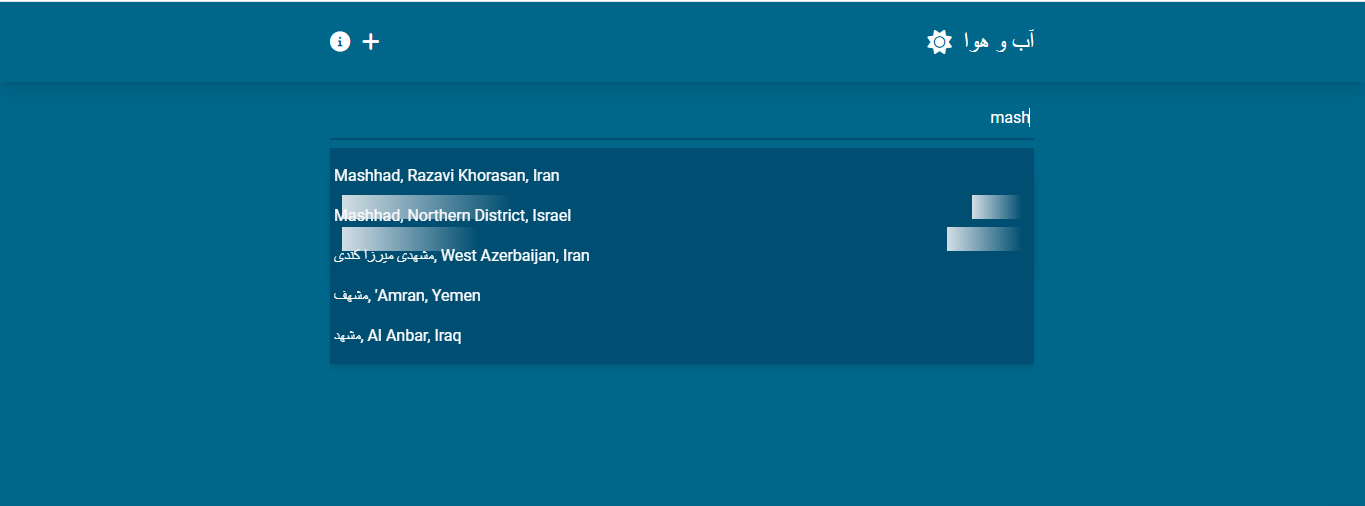 آب و هوا
mash
Mashhad, Razavi Khorasan, Iran
Mashhad, Northern District, Israel
مشهدی میرزا کندی, West Azerbaijan, Iran
مشهف, 'Amran, Yemen
مشهد, Al Anbar, Iraq